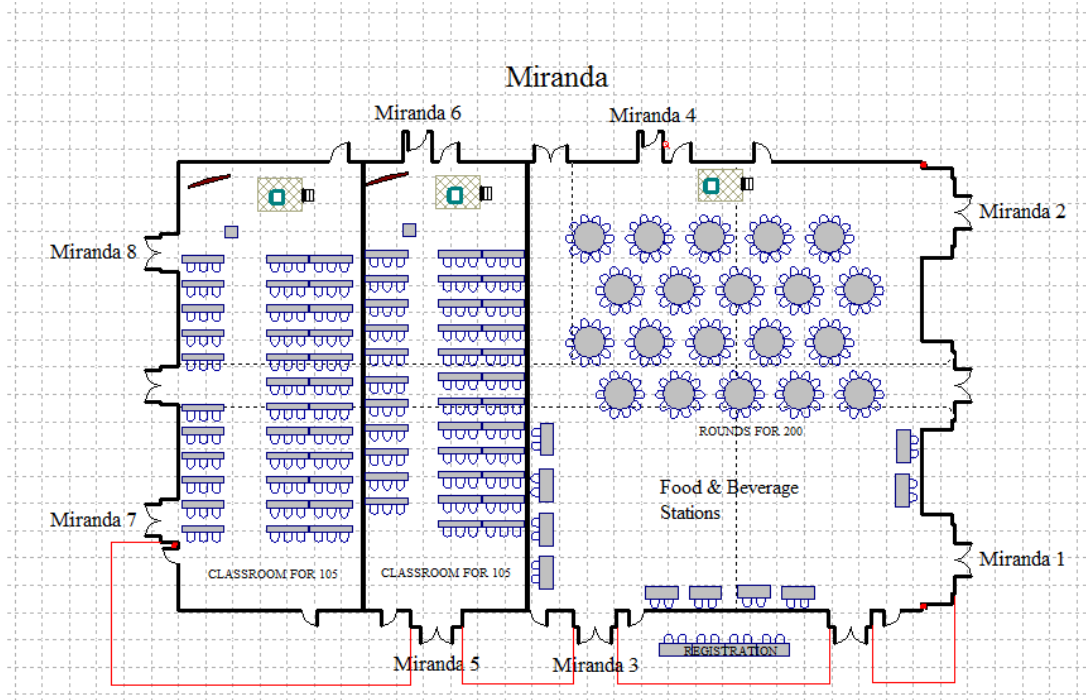 Miranda
Miranda 6
Miranda 4
Miranda 2
Miranda 8
ROUNDS FOR 200
Food & Beverage
Stations
Miranda 7
Miranda 1
CLASSROOM FOR 105
CLASSROOM FOR 105
Miranda 5
Miranda 3
REGISTRATION